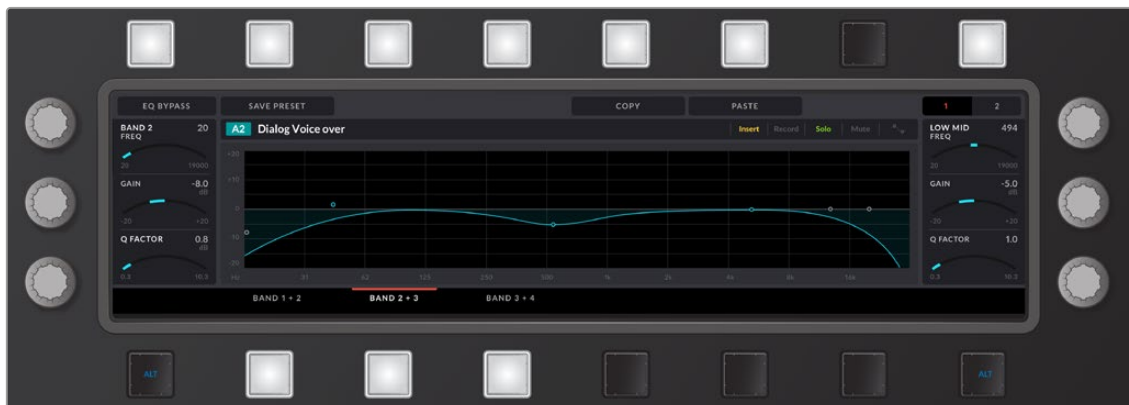 EQ BYPASS SAVE PRESET COPY PASTE 1 2
BAND 2 20 A2 Dialog Voice over Insert Record Solo Mute LOW MID 494
FREQ FREQ
+20
20 19000 +10 20 19000
GAIN -8.0 GAIN -5.0
dB dB
0
-20 +20 -10 -20 +20
Q FACTOR 0.8 Q FACTOR 1.0
dB
-20
0.3 10.3 Hz 31 62 125 250 500 1k 2k 4k 8k 16k 0.3 10.3
BAND 1 + 2 BAND 2 + 3 BAND 3 + 4
ALT ALT